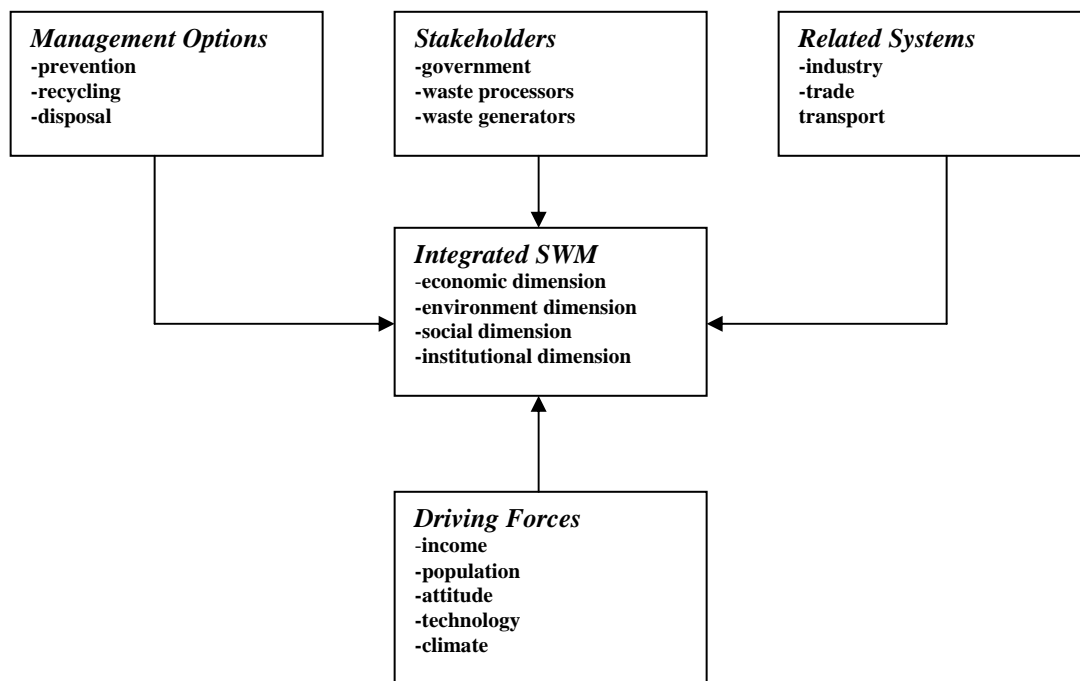 Management Options
-prevention
-recycling
-disposal
Stakeholders
-government
-waste processors
-waste generators
Related Systems
-industry
-trade
transport
Integrated SWM
-economic dimension
-environment dimension
-social dimension
-institutional dimension
Driving Forces
-income
-population
-attitude
-technology
-climate